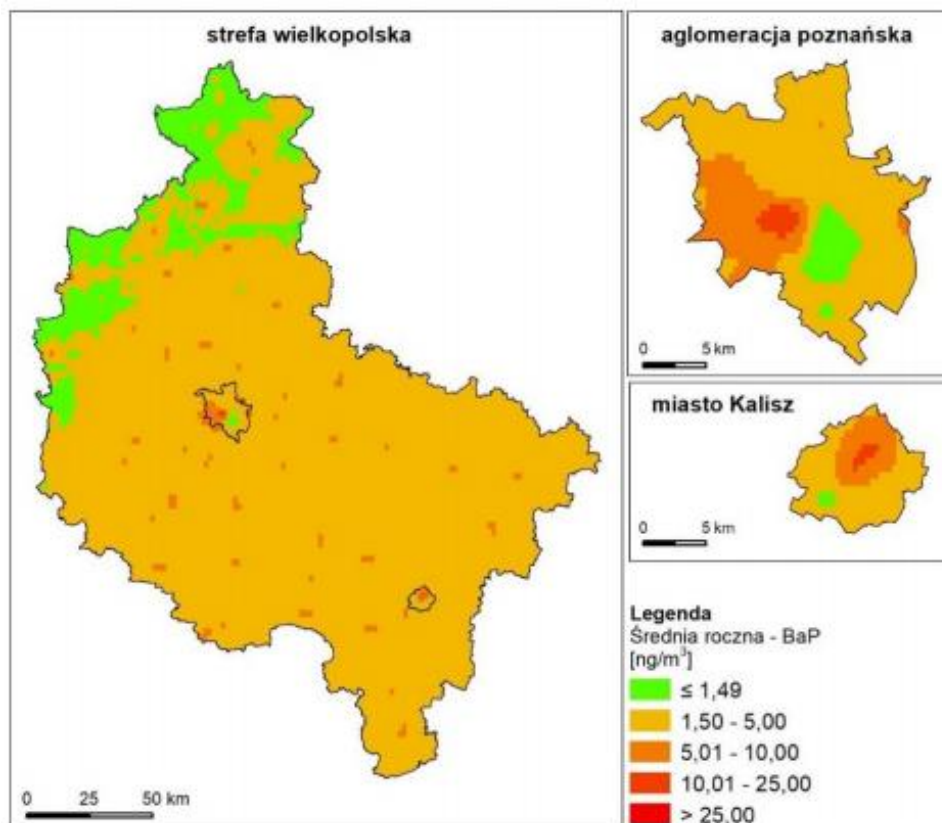 strefa wielkopolska
0 25 50 km
aglomeracja poznańska
0 5 km
miasto Kalisz
0 5 km
Legenda
Średnia roczna - BaP
[ng/m³]
≤ 1,49
1,50 - 5,00
5,01 - 10,00
10,01 - 25,00
> 25,00